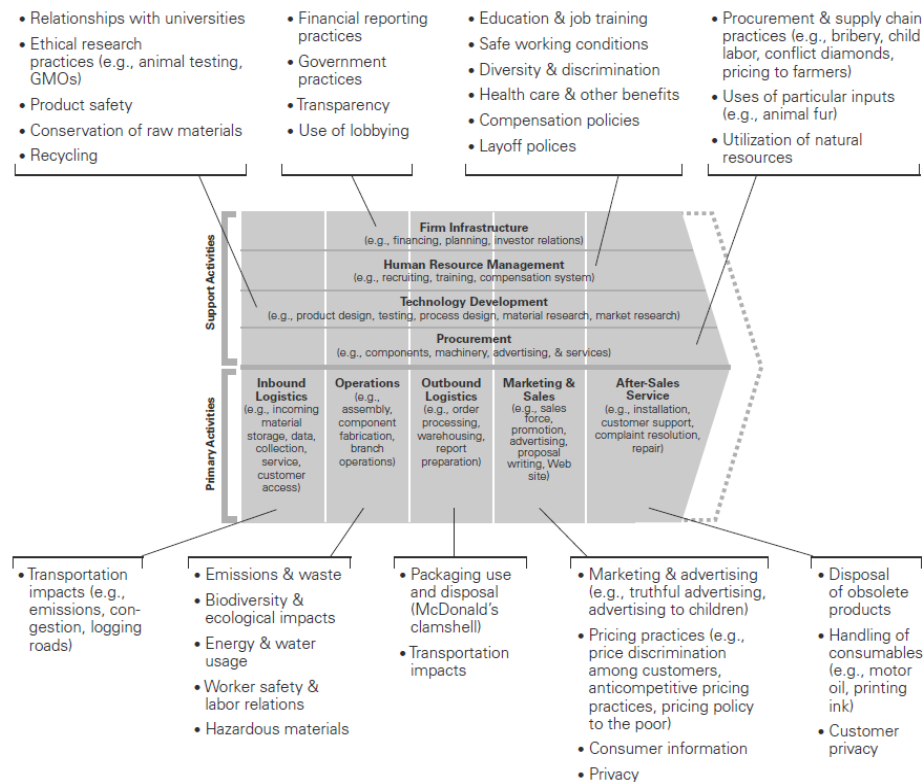 • Relationships with universities
• Ethical research
practices (e.g., animal testing,
GMOs)
• Product safety
• Conservation of raw materials
• Recycling
• Financial reporting
practices
• Government
practices
• Transparency
• Use of lobbying
• Education & job training
• Safe working conditions
• Diversity & discrimination
• Health care & other benefits
• Compensation policies
• Layoff polices
• Procurement & supply chain
practices (e.g., bribery, child
labor, conflict diamonds,
pricing to farmers)
• Uses of particular inputs
(e.g., animal fur)
• Utilization of natural
resources
Support Activities
Firm Infrastructure
(e.g., financing, planning, investor relations)
Human Resource Management
(e.g., recruiting, training, compensation system)
Technology Development
(e.g., product design, testing, process design, material research, market research)
Procurement
(e.g., components, machinery, advertising, & services)
Primary Activities
Inbound
Logistics
(e.g., incoming
material
storage, data,
collection,
service,
customer
access)
Operations
(e.g.,
assembly,
component
fabrication,
branch
operations)
Outbound
Logistics
(e.g., order
processing,
warehousing,
report
preparation)
Marketing &
Sales
(e.g., sales
force,
promotion,
advertising,
proposal
writing, Web
site)
After-Sales
Service
(e.g., installation,
customer support,
complaint resolution,
repair)
• Transportation
impacts (e.g.,
emissions, con-
gestion, logging
roads)
• Emissions & waste
• Biodiversity &
ecological impacts
• Energy & water
usage
• Worker safety &
labor relations
• Hazardous materials
• Packaging use
and disposal
(McDonald's
clamshell)
• Transportation
impacts
• Marketing & advertising
(e.g., truthful advertising,
advertising to children)
• Pricing practices (e.g.,
price discrimination
among customers,
anticompetitive pricing
practices, pricing policy
to the poor)
• Consumer information
• Privacy
• Disposal
of obsolete
products
• Handling of
consumables
(e.g., motor
oil, printing
ink)
• Customer
privacy